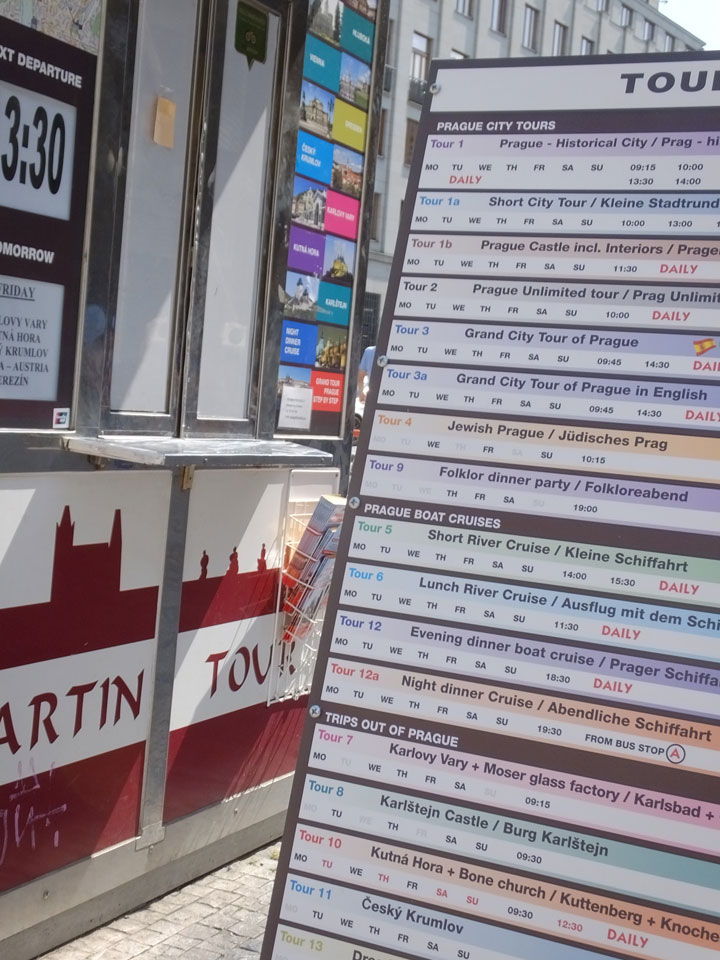 NEXT DEPARTURE
3:30
TOMORROW
FRIDAY
KARLOVY VARY
KUTNÁ HORA
KRUMLOV
- AUSTRIA
TEREZÍN
VIENNA
DRESDEN
ČESKÝ KRUMLOV
KARLOVY VARY
KUTNÁ HORA
KARLŠTEJN
NIGHT DINNER CRUISE
GRAND TOUR PRAGUE STEP BY STEP
ARTIN TOUR
TOU
PRAGUE CITY TOURS
Tour 1 Prague - Historical City / Prag - hi
MO TU WE TH FR SA SU 09:15 10:00
DAILY 13:30 14:00
Tour 1a Short City Tour / Kleine Stadtrund
MO TU WE TH FR SA SU 10:00 13:00 1
Tour 1b Prague Castle incl. Interiors / Prage
MO TU WE TH FR SA SU 11:30 DAILY
Tour 2 Prague Unlimited tour / Prag Unlimi
MO TU WE TH FR SA SU 10:00 DAILY
Tour 3 Grand City Tour of Prague
MO TU WE TH FR SA SU 09:45 14:30 DAI
Tour 3a Grand City Tour of Prague in English
MO TU WE TH FR SA SU 09:45 14:30 DAILY
Tour 4 Jewish Prague / Jüdisches Prag
MO TU WE TH FR SA SU 10:15
Tour 9 Folklor dinner party / Folkloreabend
MO TU WE TH FR SA SU 19:00
PRAGUE BOAT CRUISES
Tour 5 Short River Cruise / Kleine Schiffahrt
MO TU WE TH FR SA SU 14:00 15:30 DAILY
Tour 6 Lunch River Cruise / Ausflug mit dem Schi
MO TU WE TH FR SA SU 11:30 DAILY
Tour 12 Evening dinner boat cruise / Prager Schiffa
MO TU WE TH FR SA SU 18:30 DAILY
Tour 12a Night dinner Cruise / Abendliche Schiffahrt
MO TU WE TH FR SA SU 19:30 FROM BUS STOP A
TRIPS OUT OF PRAGUE
Tour 7 Karlovy Vary + Moser glass factory / Karlsbad +
MO TU WE TH FR SA SU 09:15
Tour 8 Karlštejn Castle / Burg Karlštejn
MO TU WE TH FR SA SU 09:30
Tour 10 Kutná Hora + Bone church / Kuttenberg + Knoche
MO TU WE TH FR SA SU 09:30 12:30 DAILY
Tour 11 Český Krumlov
MO TU WE TH FR SA SU
Tour 13 Dre